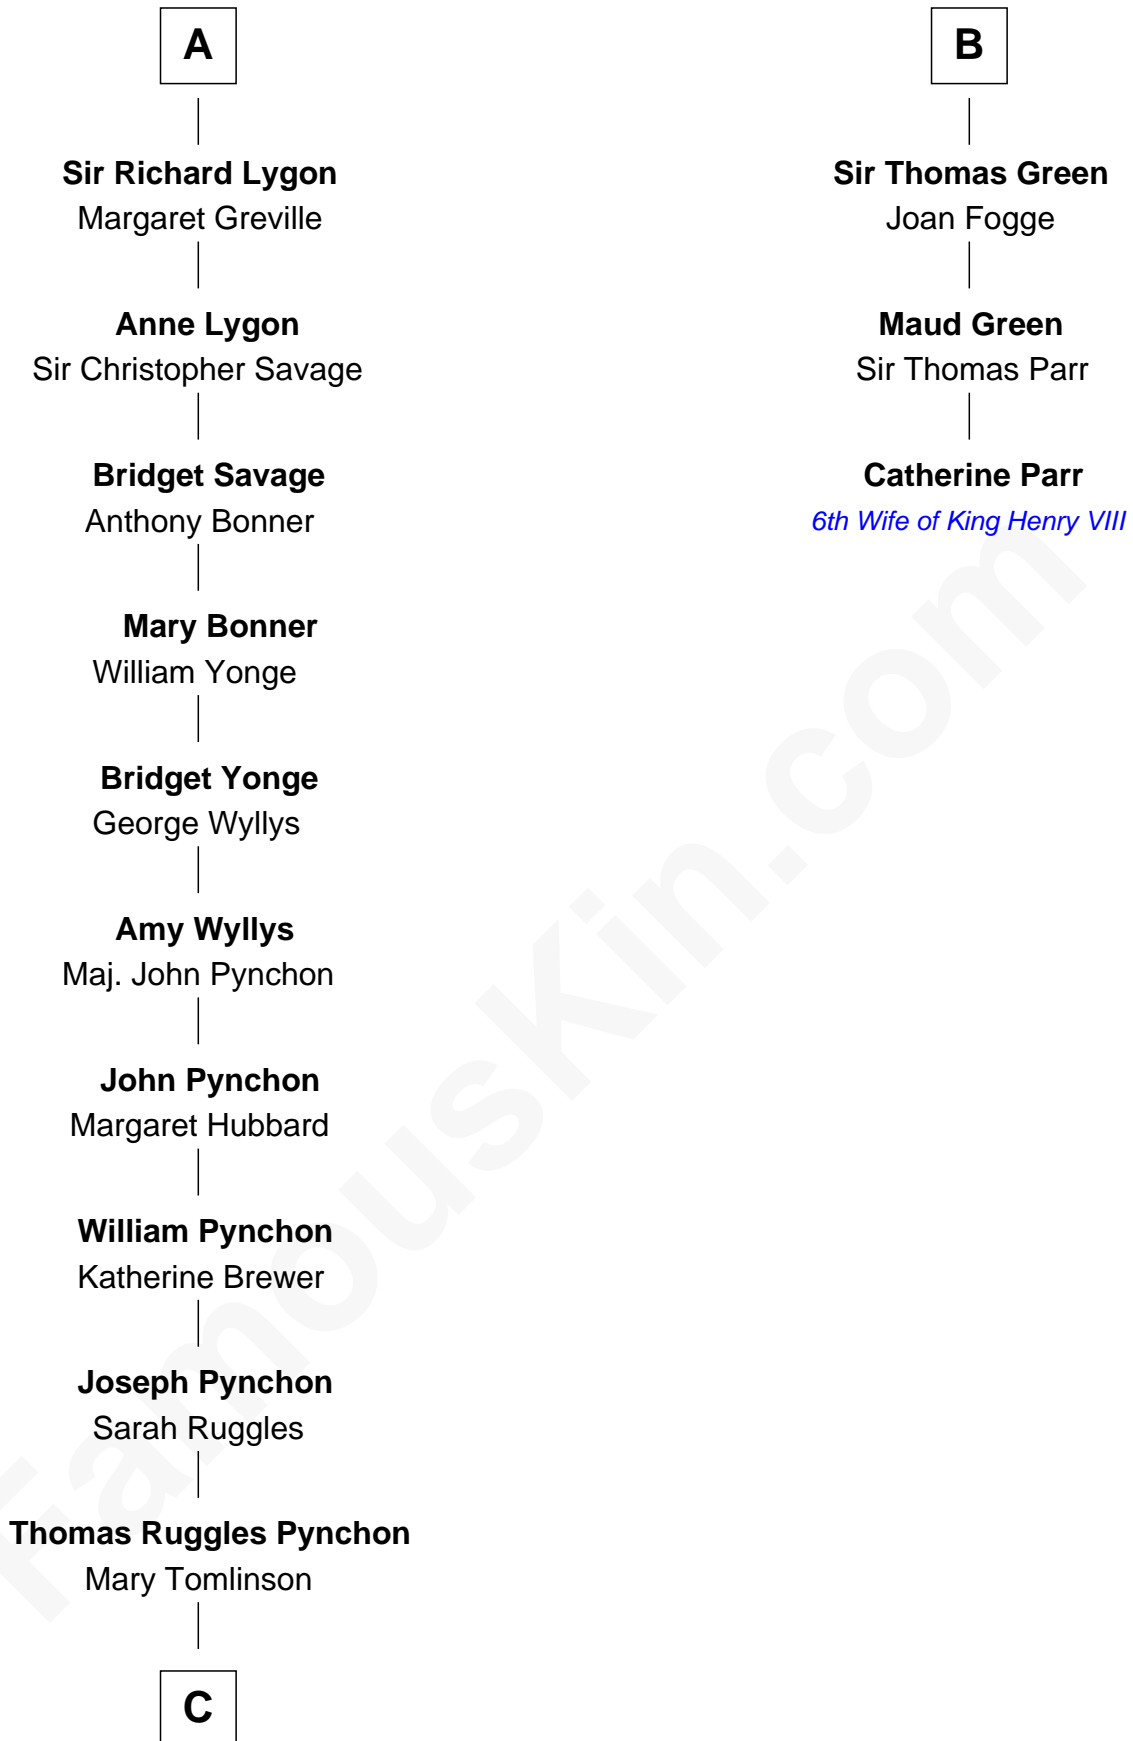 A
Sir Richard Lygon
Margaret Greville
Anne Lygon
Sir Christopher Savage
Bridget Savage
Anthony Bonner
Mary Bonner
William Yonge
Bridget Yonge
George Wyllys
Amy Wyllys
Maj. John Pynchon
John Pynchon
Margaret Hubbard
William Pynchon
Katherine Brewer
Joseph Pynchon
Sarah Ruggles
Thomas Ruggles Pynchon
Mary Tomlinson
C
B
Sir Thomas Green
Joan Fogge
Maud Green
Sir Thomas Parr
Catherine Parr
6th Wife of King Henry VIII
FamousKin.com